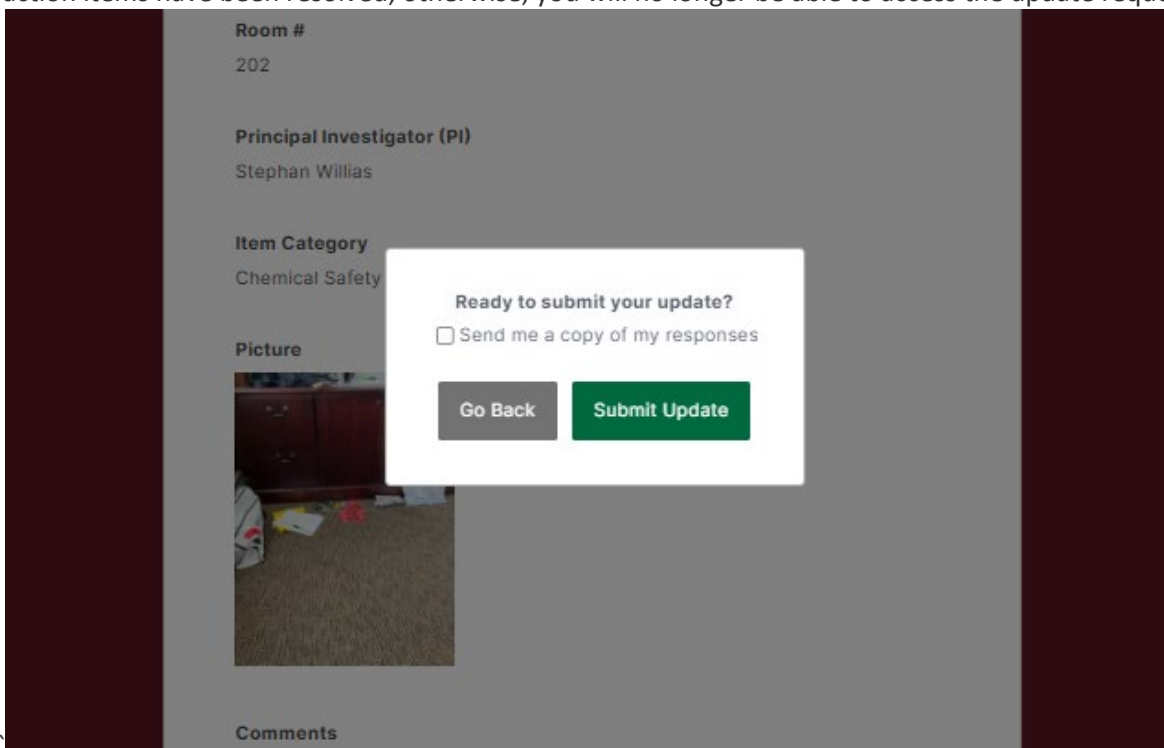 action items have been resolved, otherwise, you will no longer be able to access the update requ
Room #
202
Principal Investigator (PI)
Stephan Willias
Item Category
Chemical Safety
Ready to submit your update?
Send me a copy of my responses
Picture
Go Back Submit Update
Comments
`